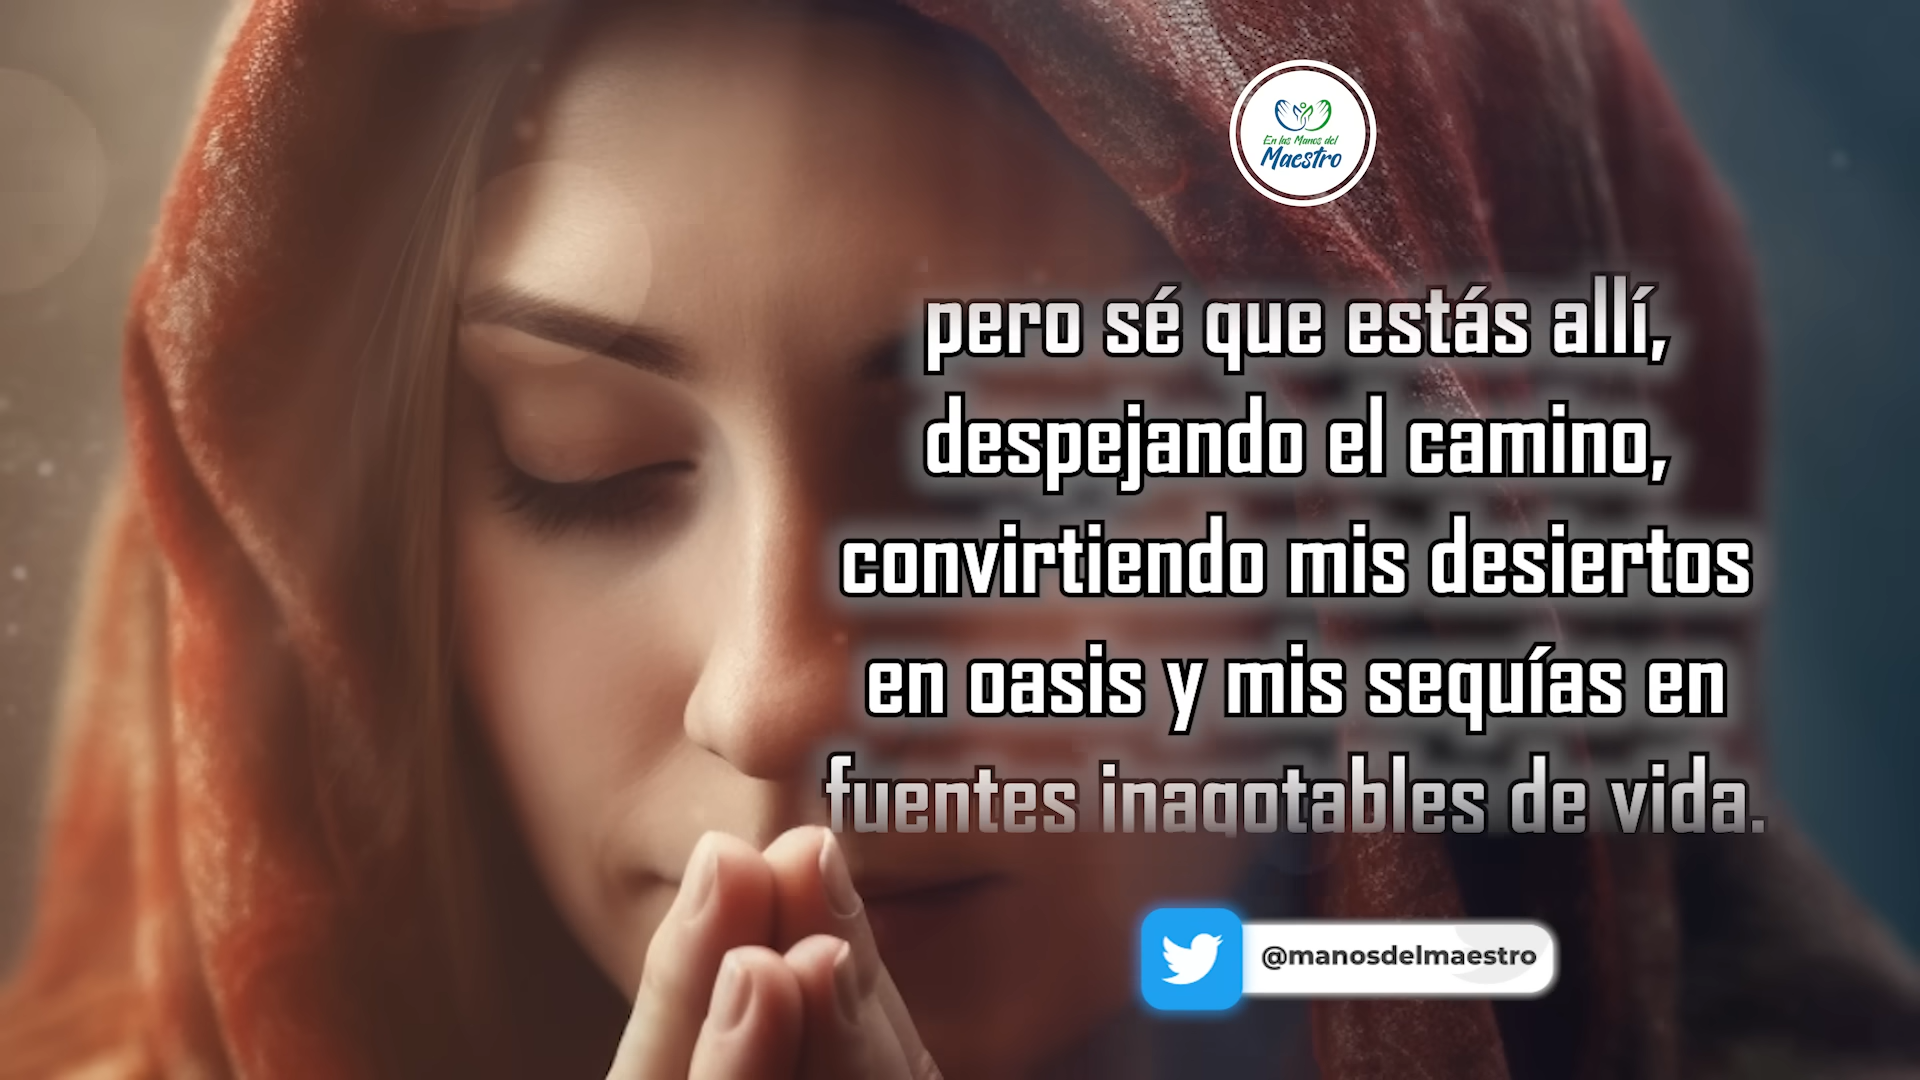 En las Manos del
Maestro
pero sé que estás allí,
despejando el camino,
convirtiendo mis desiertos
en oasis y mis sequías en
fuentes inagotables de vida.
@manosdelmaestro